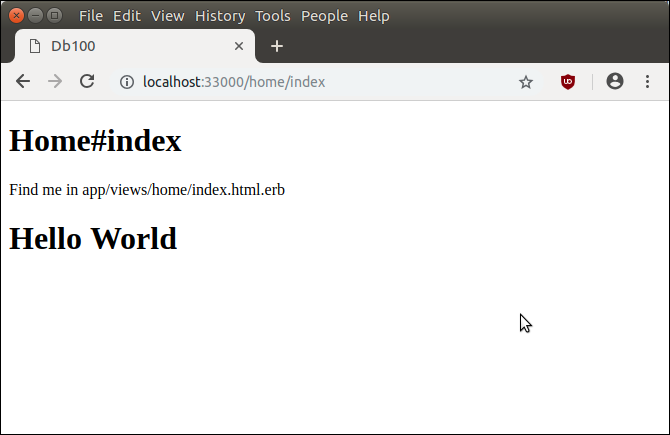 File Edit View History Tools People Help
Db100
localhost:33000/home/index
Home#index
Find me in app/views/home/index.html.erb
Hello World